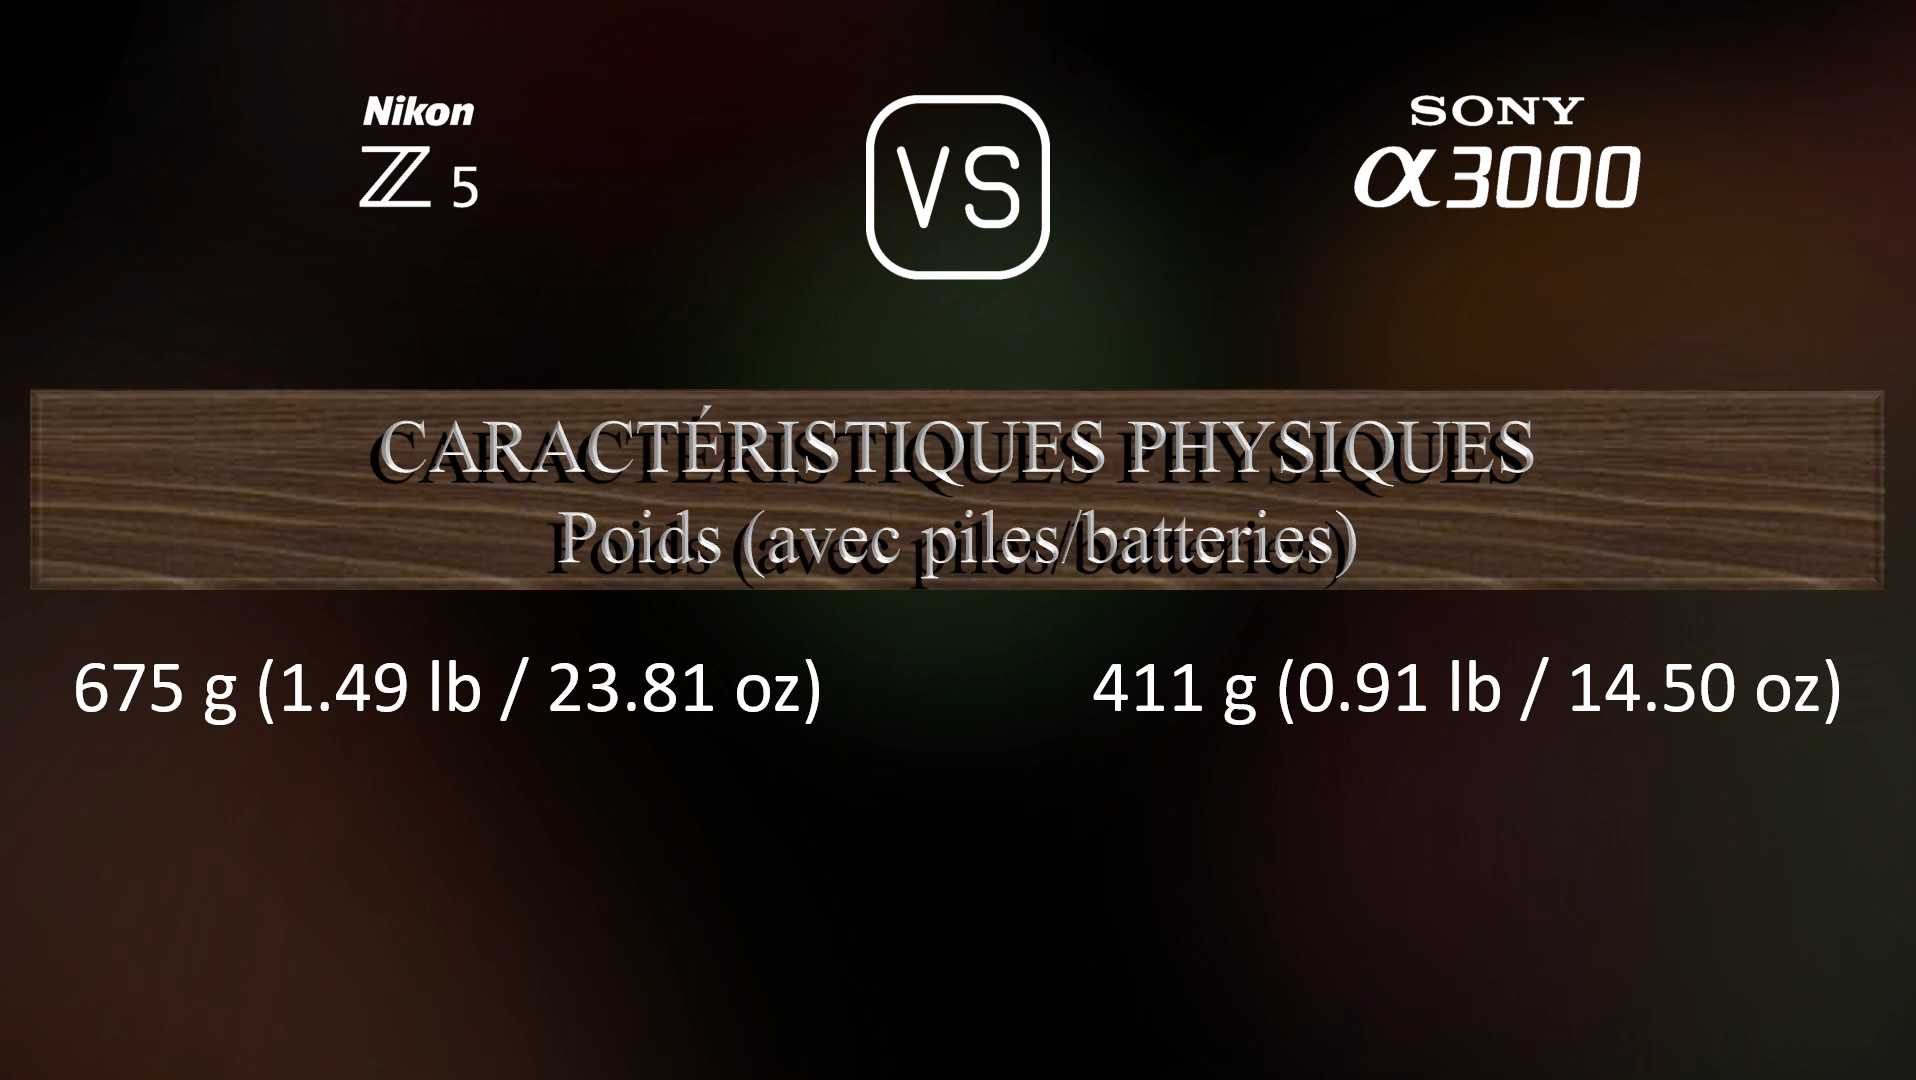 Nikon
Z 5
VS
SONY
α3000
CARACTÉRISTIQUES PHYSIQUES
Poids (avec piles/batteries)
675 g (1.49 lb / 23.81 oz)
411 g (0.91 lb / 14.50 oz)